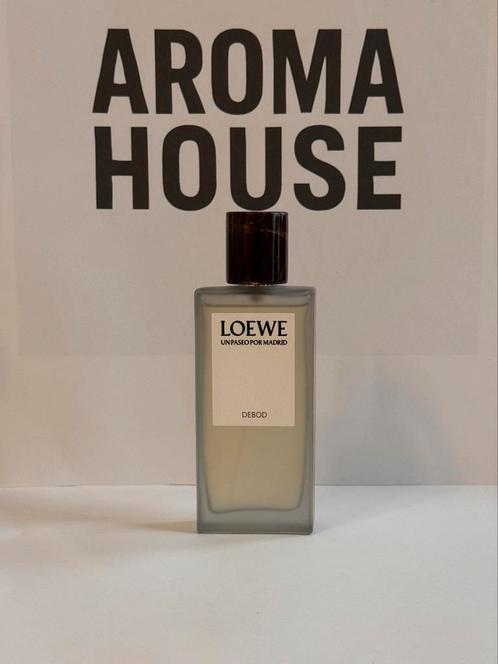 AROMA
HOUSE
LOEWE
UN PASEO POR MADRID
DEBOD